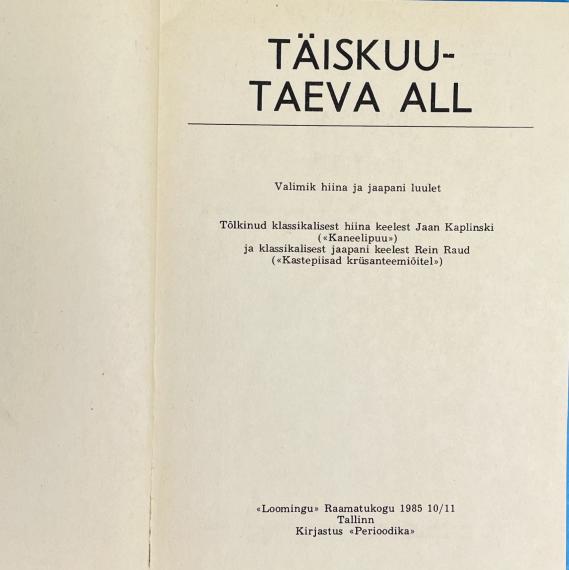 TÄISKUU-
TAEVA ALL
Valimik hiina ja jaapani luulet
Tõlkinud klassikalisest hiina keelest Jaan Kaplinski
(«Kaneelipuu»)
ja klassikalisest jaapani keelest Rein Raud
(«Kastepiisad krüsanteemiõitel»)
«Loomingu» Raamatukogu 1985 10/11
Tallinn
Kirjastus «Perioodika»